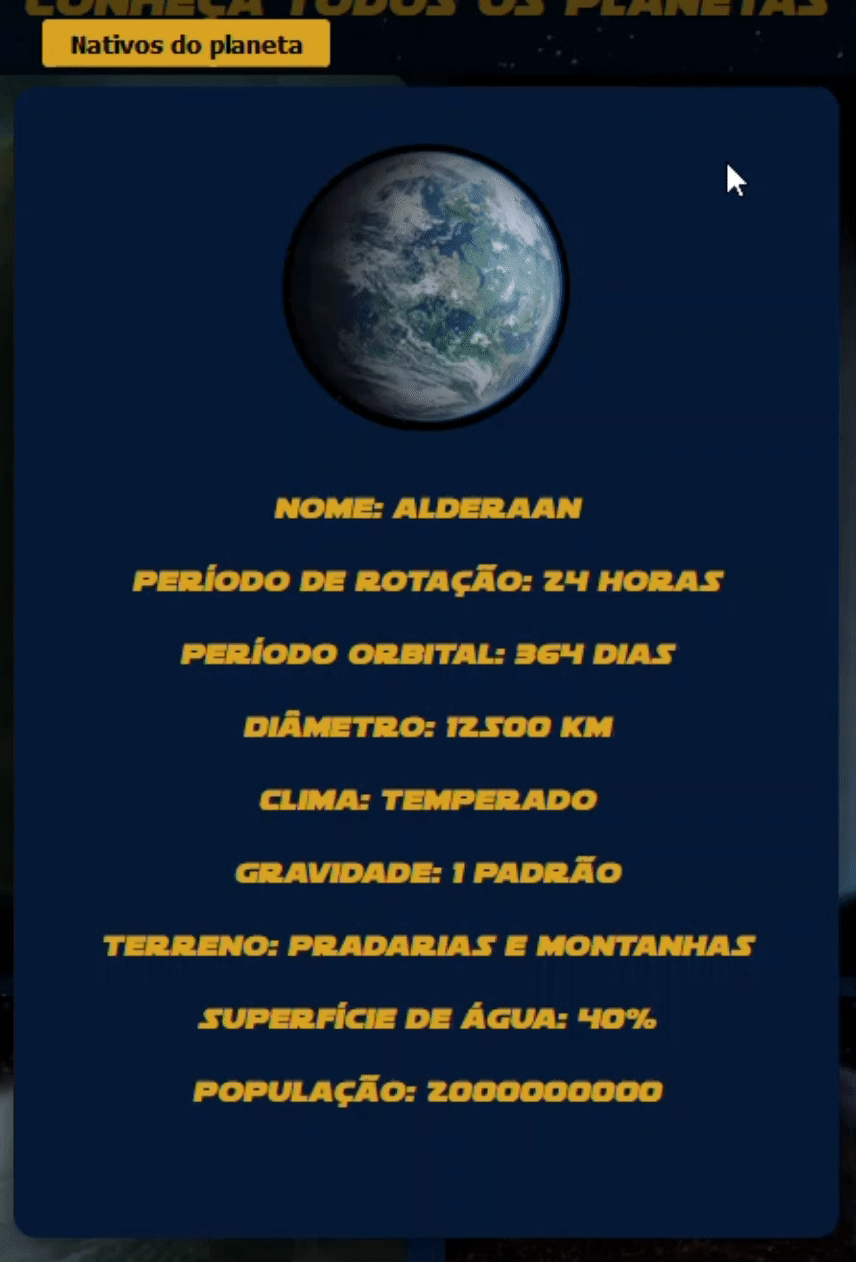 CONHEÇA TODOS OS PLANETAS
Nativos do planeta
NOME: ALDERAAN
PERÍODO DE ROTAÇÃO: 24 HORAS
PERÍODO ORBITAL: 364 DIAS
DIÂMETRO: 12500 KM
CLIMA: TEMPERADO
GRAVIDADE: 1 PADRÃO
TERRENO: PRADARIAS E MONTANHAS
SUPERFÍCIE DE ÁGUA: 40%
POPULAÇÃO: 2000000000